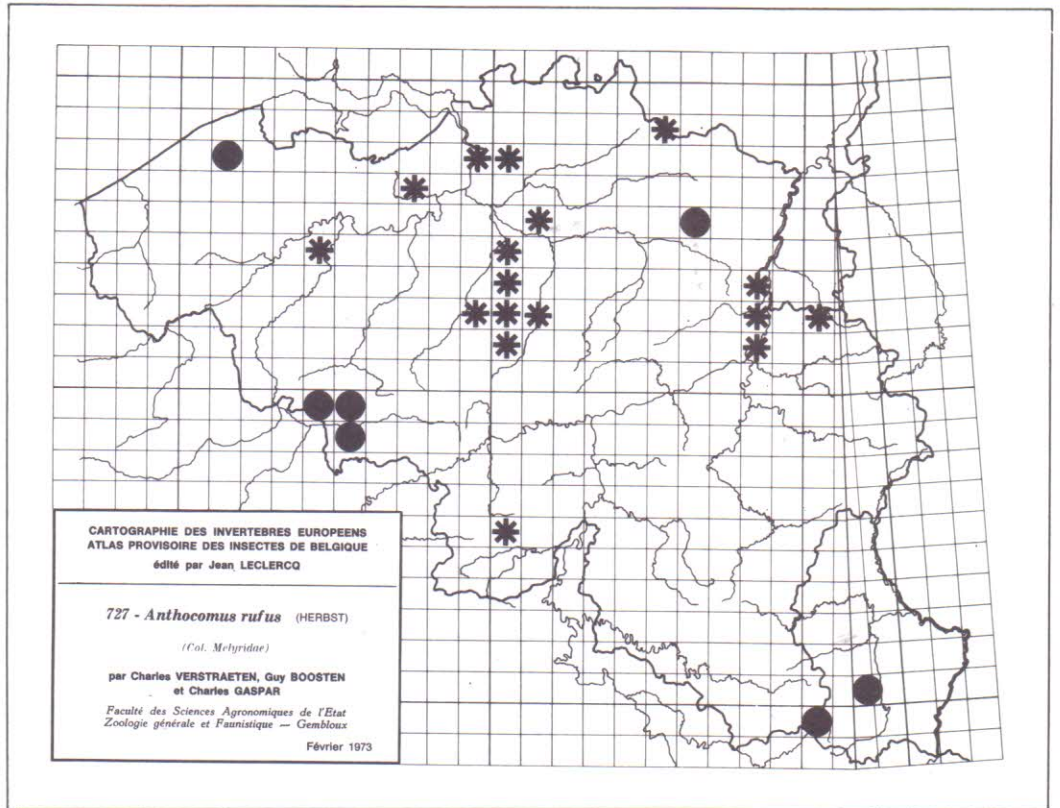 CARTOGRAPHIE DES INVERTEBRES EUROPEENS
ATLAS PROVISOIRE DES INSECTES DE BELGIQUE
édité par Jean LECLERCQ
727 - Anthocomus rufus (HERBST)
(Col. Melyridae)
par Charles VERSTRAETEN, Guy BOOSTEN
et Charles GASPAR
Faculté des Sciences Agronomiques de l'Etat
Zoologie générale et Faunistique — Gembloux
Février 1973